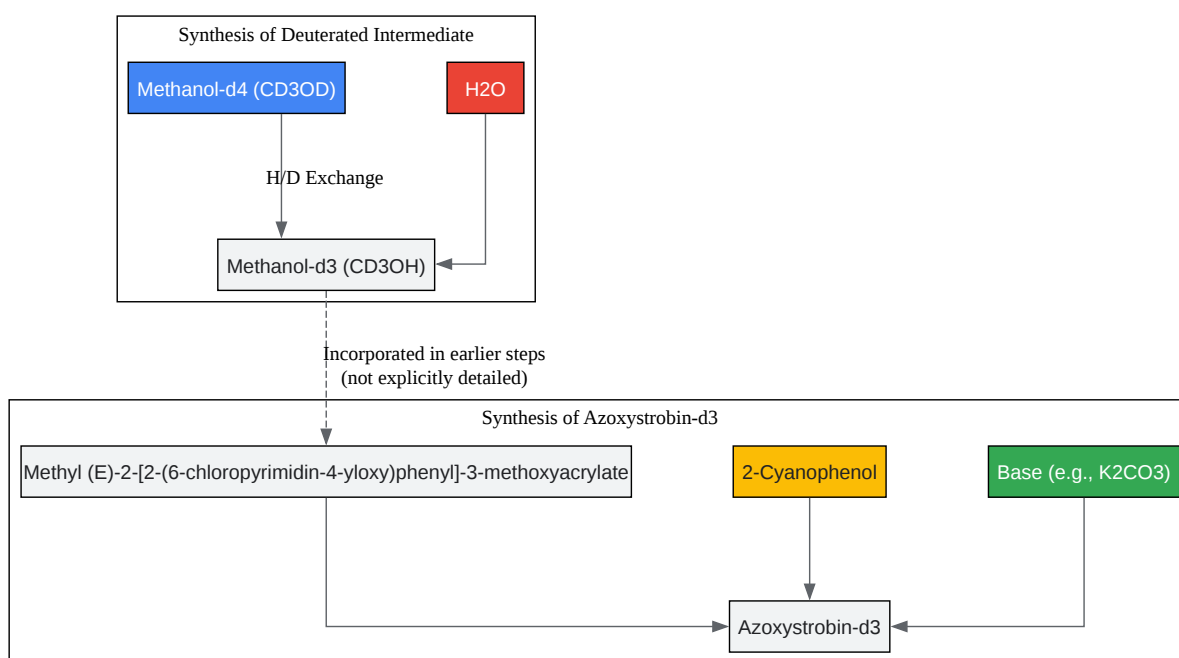 Synthesis of Deuterated Intermediate
Methanol-d4 (CD3OD)
H2O
H/D Exchange
Methanol-d3 (CD3OH)
Incorporated in earlier steps
(not explicitly detailed)
Synthesis of Azoxystrobin-d3
Methyl (E)-2-[2-(6-chloropyrimidin-4-yloxy)phenyl]-3-methoxyacrylate
2-Cyanophenol
Base (e.g., K2CO3)
Azoxystrobin-d3